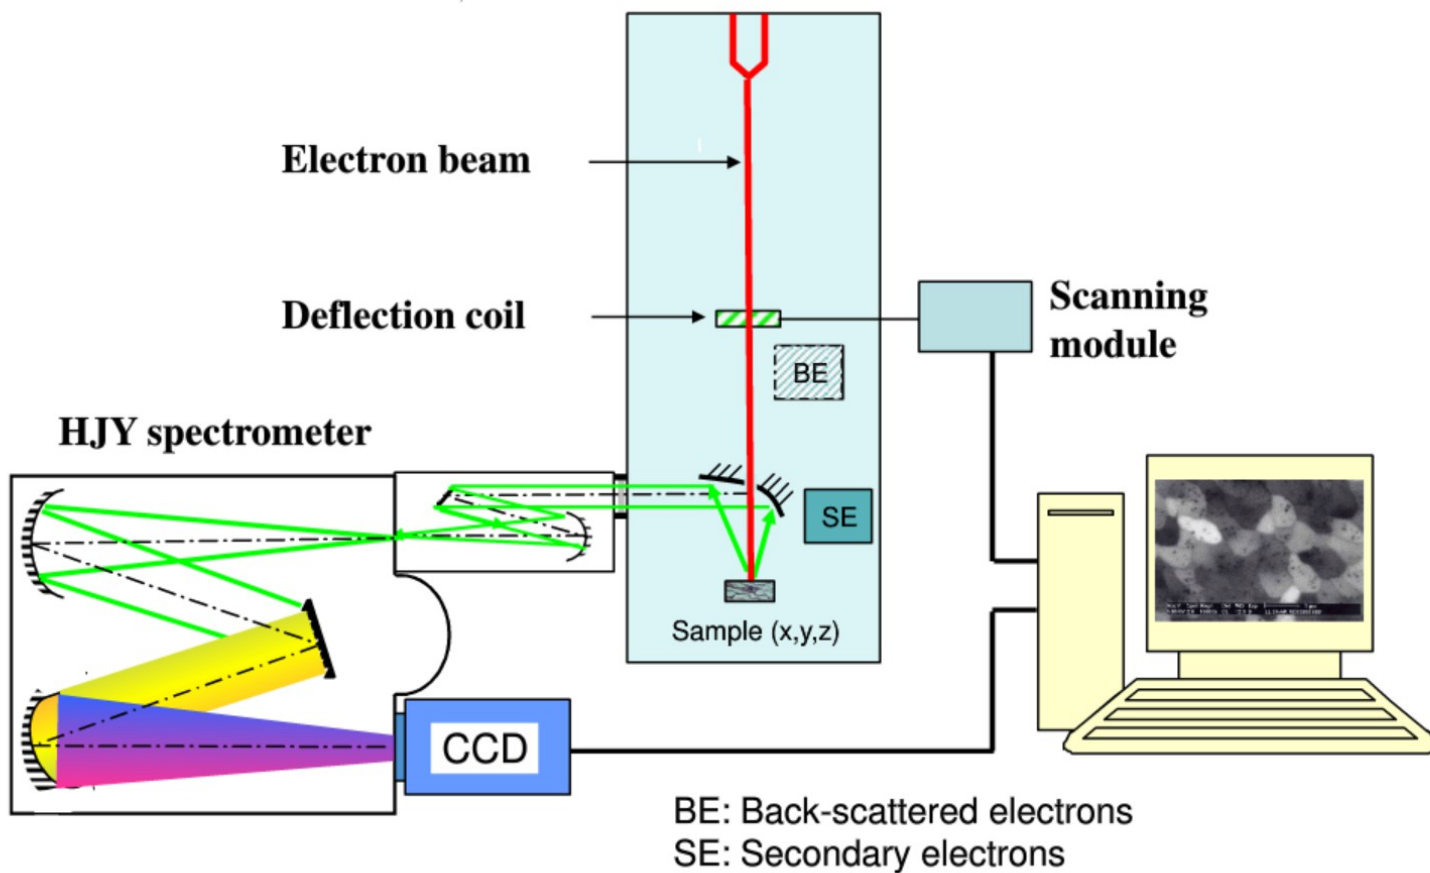 Electron beam
Deflection coil
Scanning
module
BE
HJY spectrometer
SE
Sample (x,y,z)
CCD
BE: Back-scattered electrons
SE: Secondary electrons